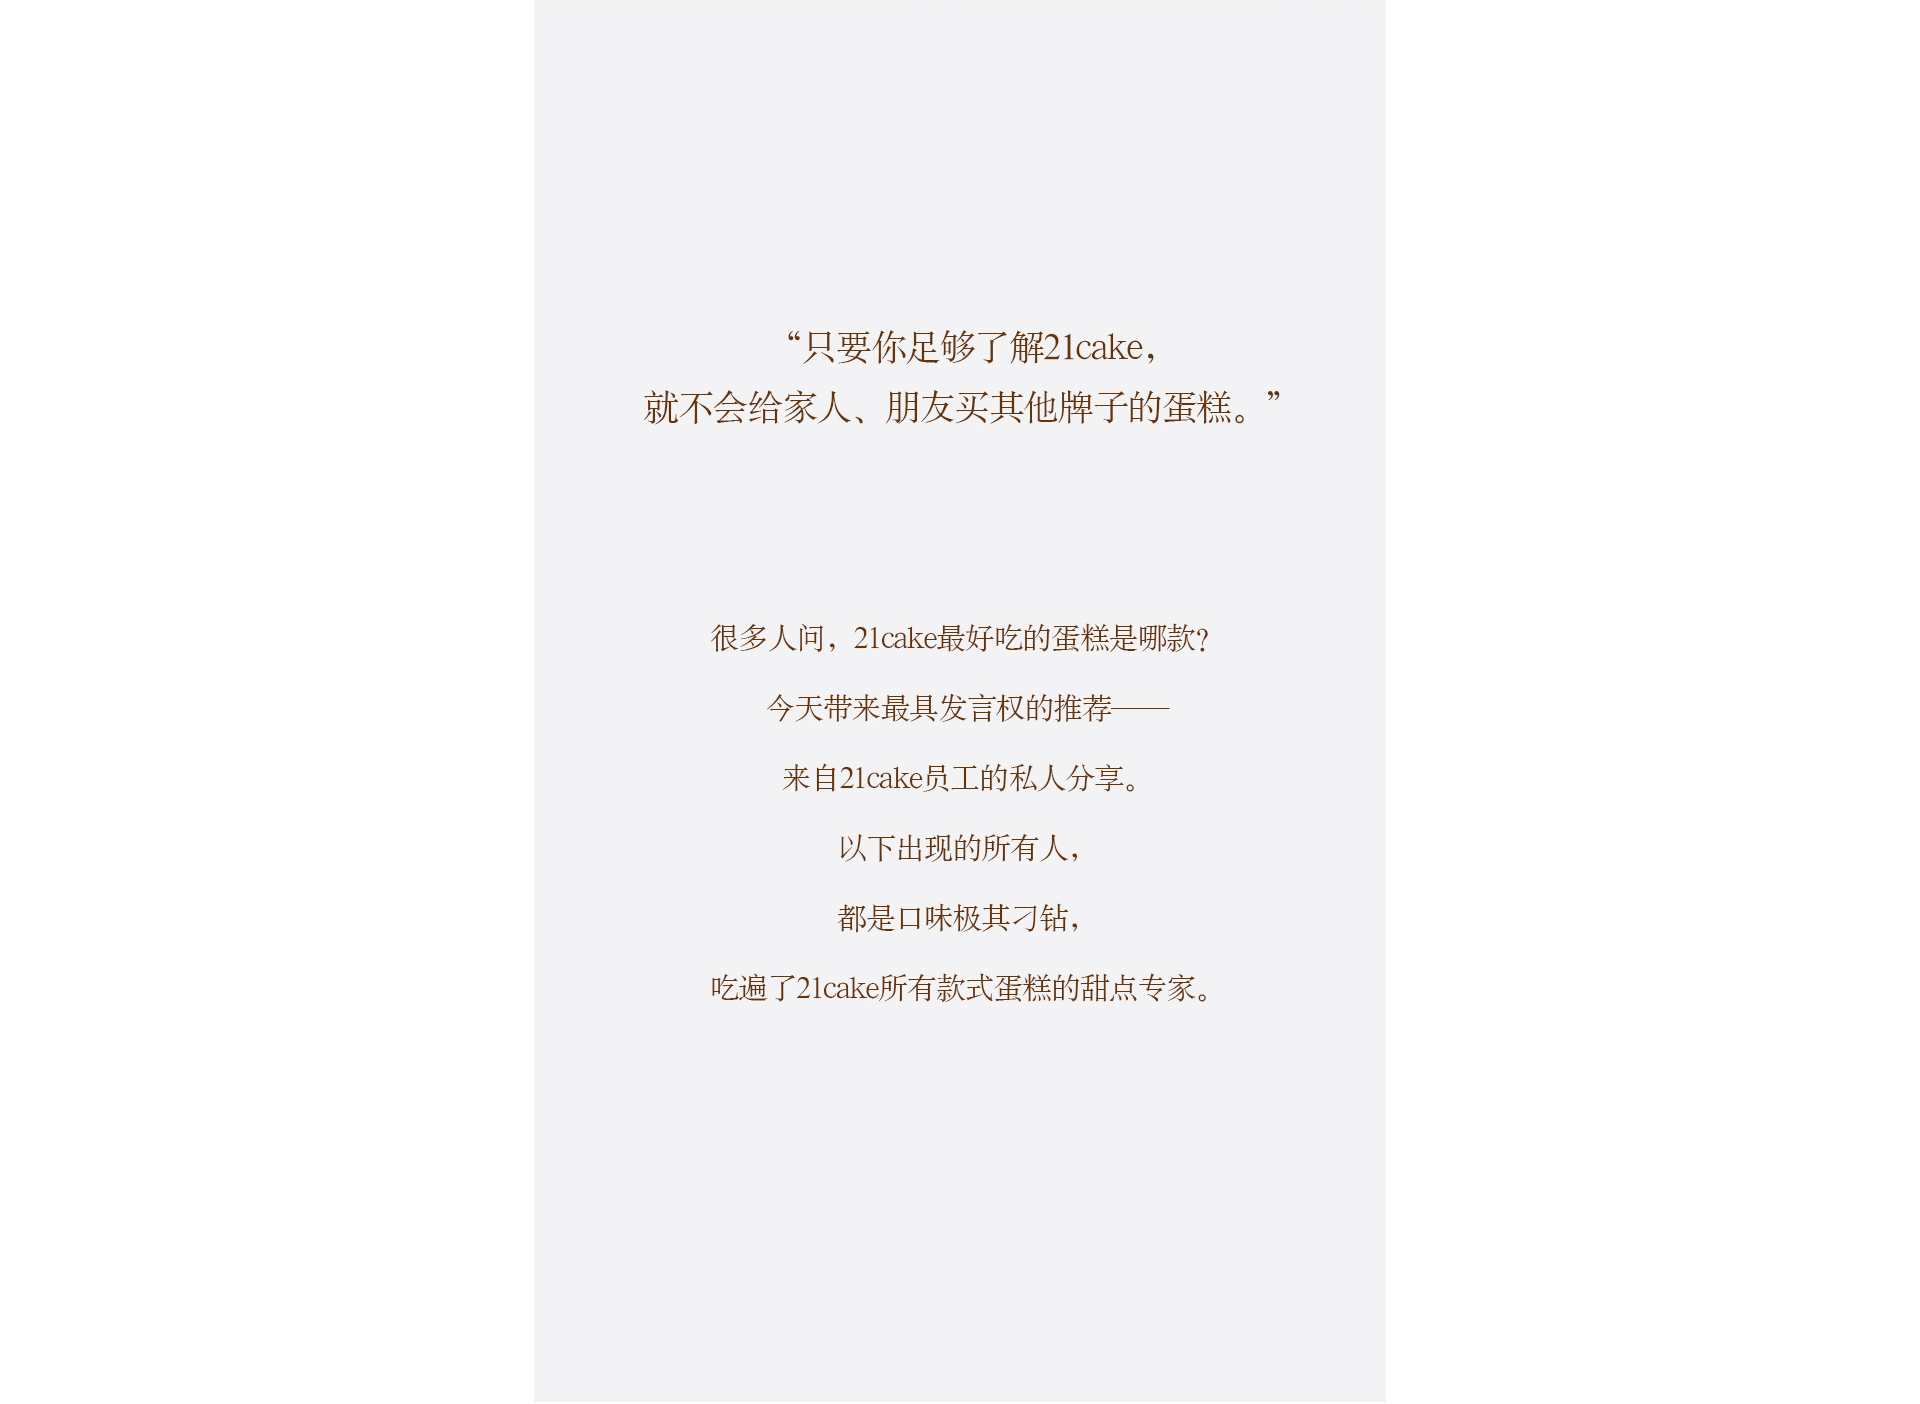 “只要你足够了解21cake，
就不会给家人、朋友买其他牌子的蛋糕。”
很多人问，21cake最好吃的蛋糕是哪款？
今天带来最具发言权的推荐——
来自21cake员工的私人分享。
以下出现的所有人，
都是口味极其刁钻，
吃遍了21cake所有款式蛋糕的甜点专家。